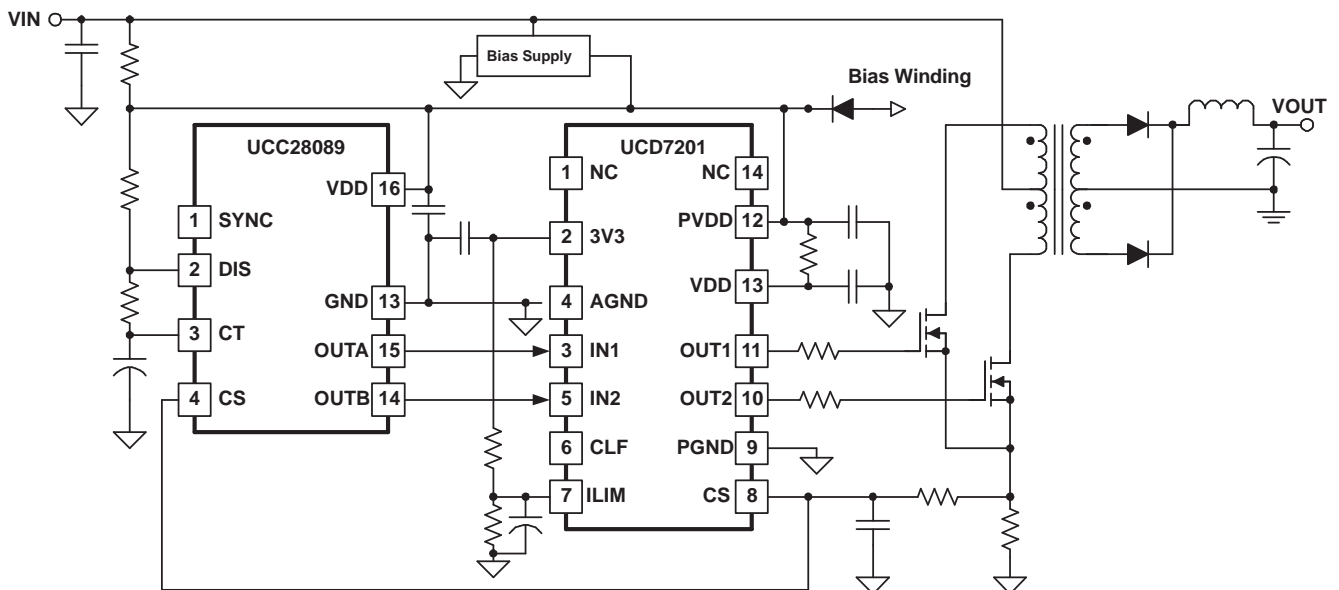 VIN
Bias Supply
Bias Winding
VOUT
UCC28089
VDD 16
1 SYNC
2 DIS
GND 13
3 CT
OUTA 15
4 CS
OUTB 14
UCD7201
1 NC
NC 14
2 3V3
PVDD 12
4 AGND
VDD 13
3 IN1
OUT1 11
5 IN2
OUT2 10
6 CLF
PGND 9
7 ILIM
CS 8